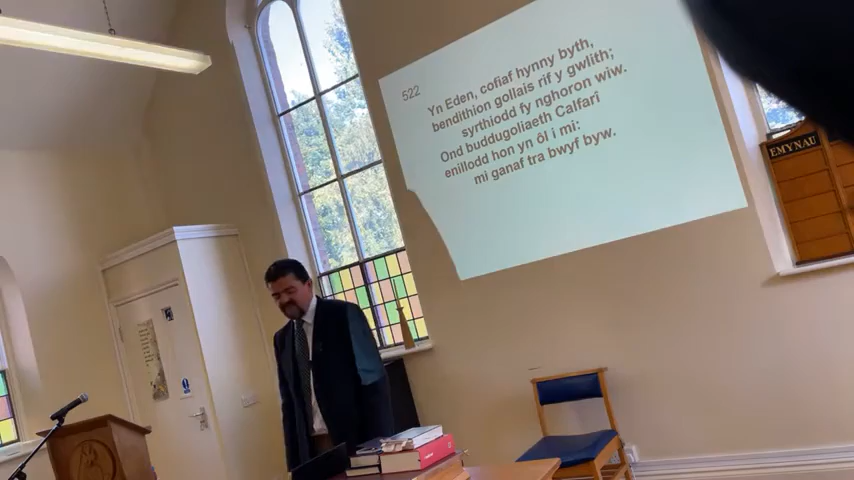 522
Yn Eden, cofiaf hynny byth,
bendithion gollais rif y gwlith;
syrthiodd fy nghoron wiw.
Ond buddugoliaeth Calfarî
enillodd hon yn ôl i mi:
mi ganaf tra bwyf byw.
EMYNAU